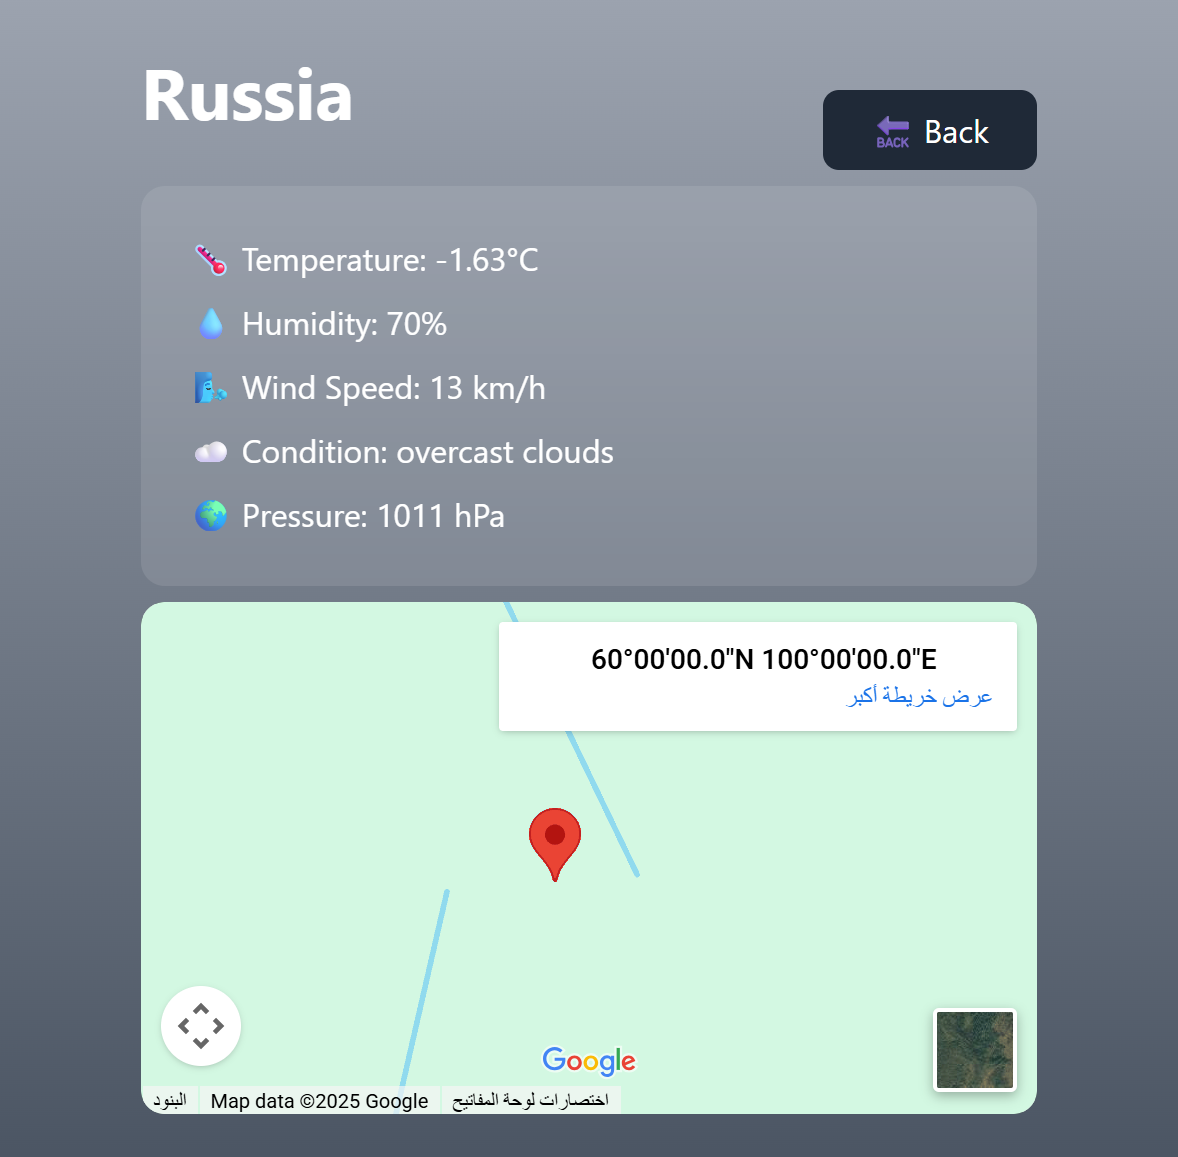 Russia
BACK Back
Temperature: -1.63°C
Humidity: 70%
Wind Speed: 13 km/h
Condition: overcast clouds
Pressure: 1011 hPa
60°00'00.0"N 100°00'00.0"E
عرض خريطة أكبر
Google
البنود
Map data ©2025 Google
اختصارات لوحة المفاتيح